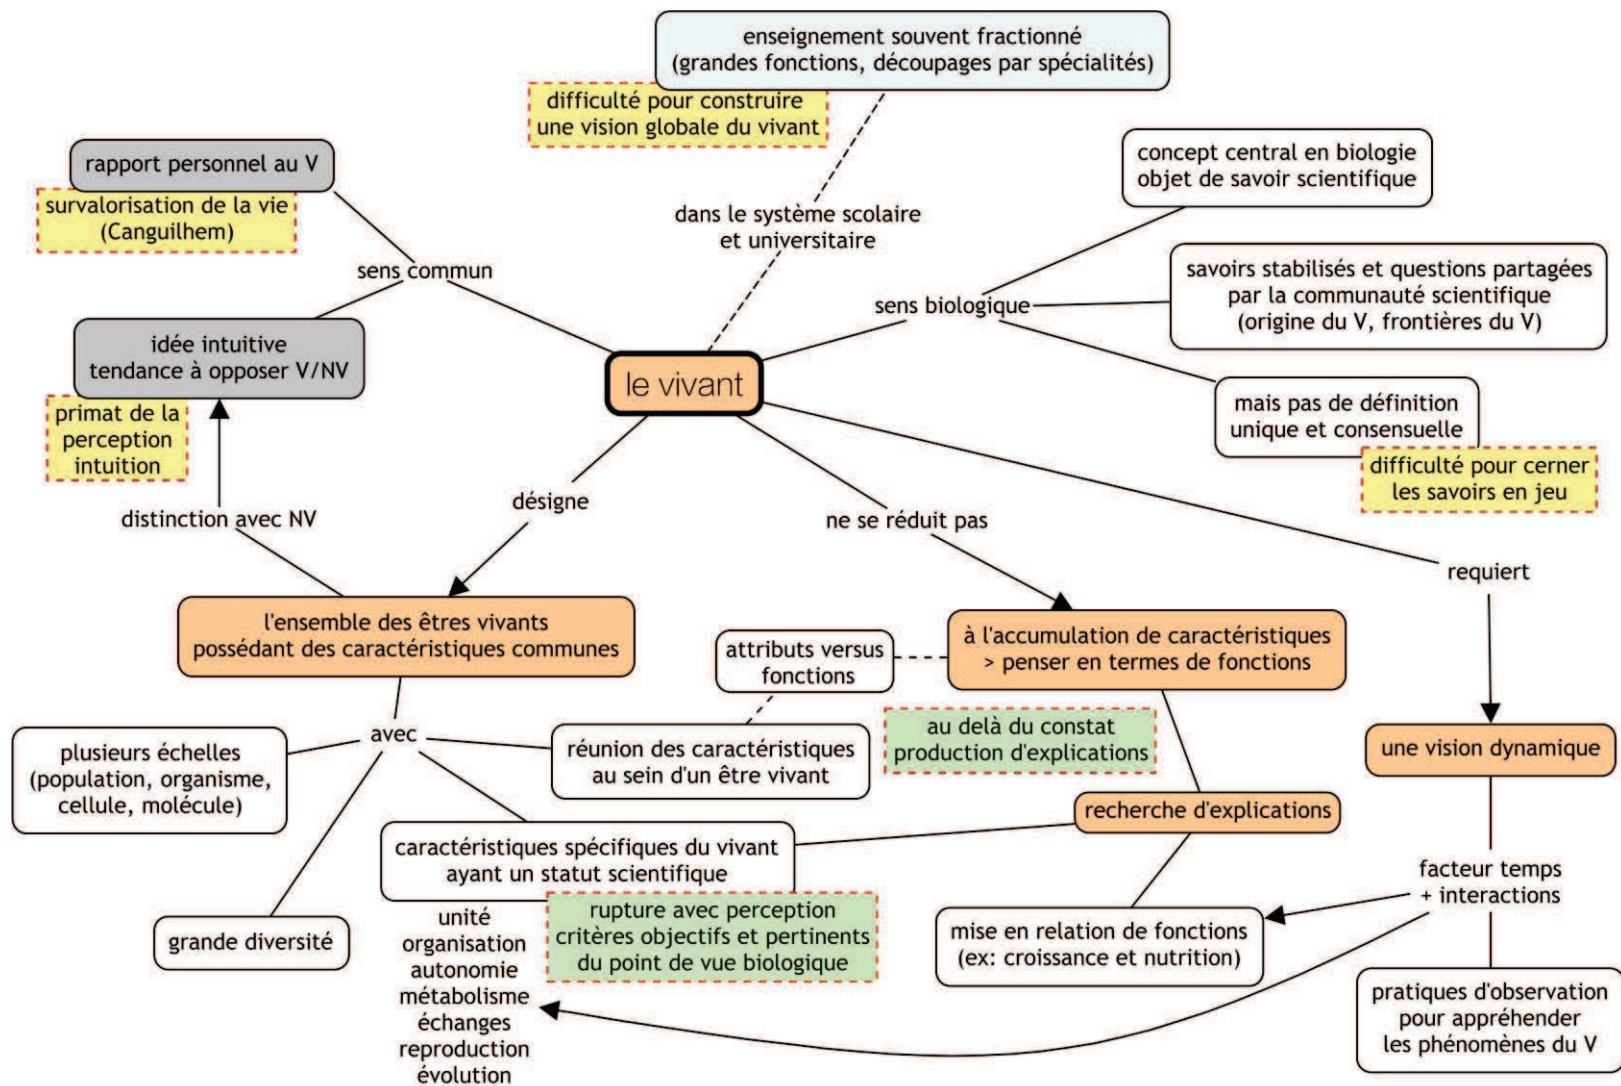 enseignement souvent fractionné
(grandes fonctions, découpages par spécialités)
difficulté pour construire
une vision globale du vivant
rapport personnel au V
survalorisation de la vie
(Canguilhem)
sens commun
idée intuitive
tendance à opposer V/NV
primat de la
perception
intuition
distinction avec NV
dans le système scolaire
et universitaire
concept central en biologie
objet de savoir scientifique
savoirs stabilisés et questions partagées
par la communauté scientifique
(origine du V, frontières du V)
sens biologique
mais pas de définition
unique et consensuelle
difficulté pour cerner
les savoirs en jeu
le vivant
désigne
ne se réduit pas
requiert
l'ensemble des êtres vivants
possédant des caractéristiques communes
attributs versus
fonctions
à l'accumulation de caractéristiques
> penser en termes de fonctions
au delà du constat
production d'explications
une vision dynamique
avec
plusieurs échelles
(population, organisme,
cellule, molécule)
réunion des caractéristiques
au sein d'un être vivant
recherche d'explications
caractéristiques spécifiques du vivant
ayant un statut scientifique
rupture avec perception
critères objectifs et pertinents
du point de vue biologique
grande diversité
unité
organisation
autonomie
métabolisme
échanges
reproduction
évolution
mise en relation de fonctions
(ex: croissance et nutrition)
facteur temps
+ interactions
pratiques d'observation
pour appréhender
les phénomènes du V